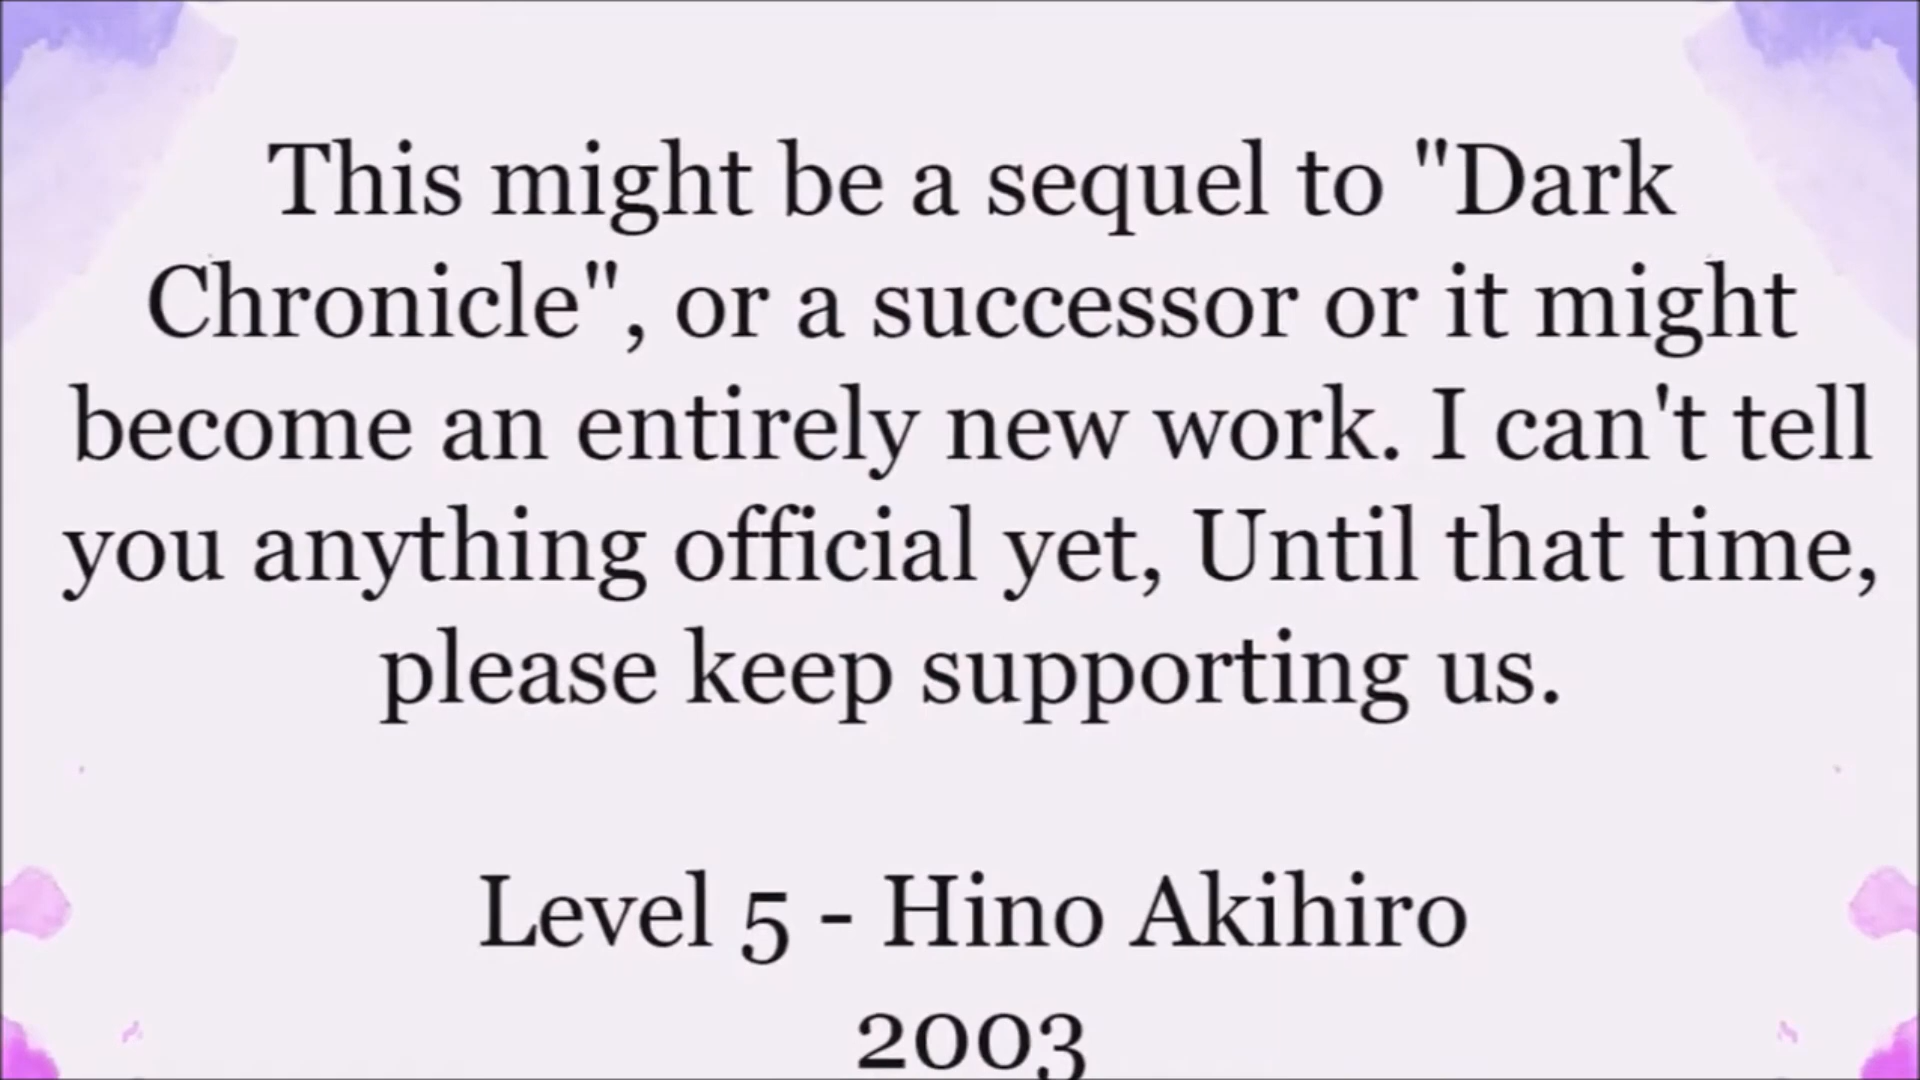 This might be a sequel to "Dark
Chronicle", or a successor or it might
become an entirely new work. I can't tell
you anything official yet, Until that time,
please keep supporting us.
Level 5 - Hino Akihiro
2003